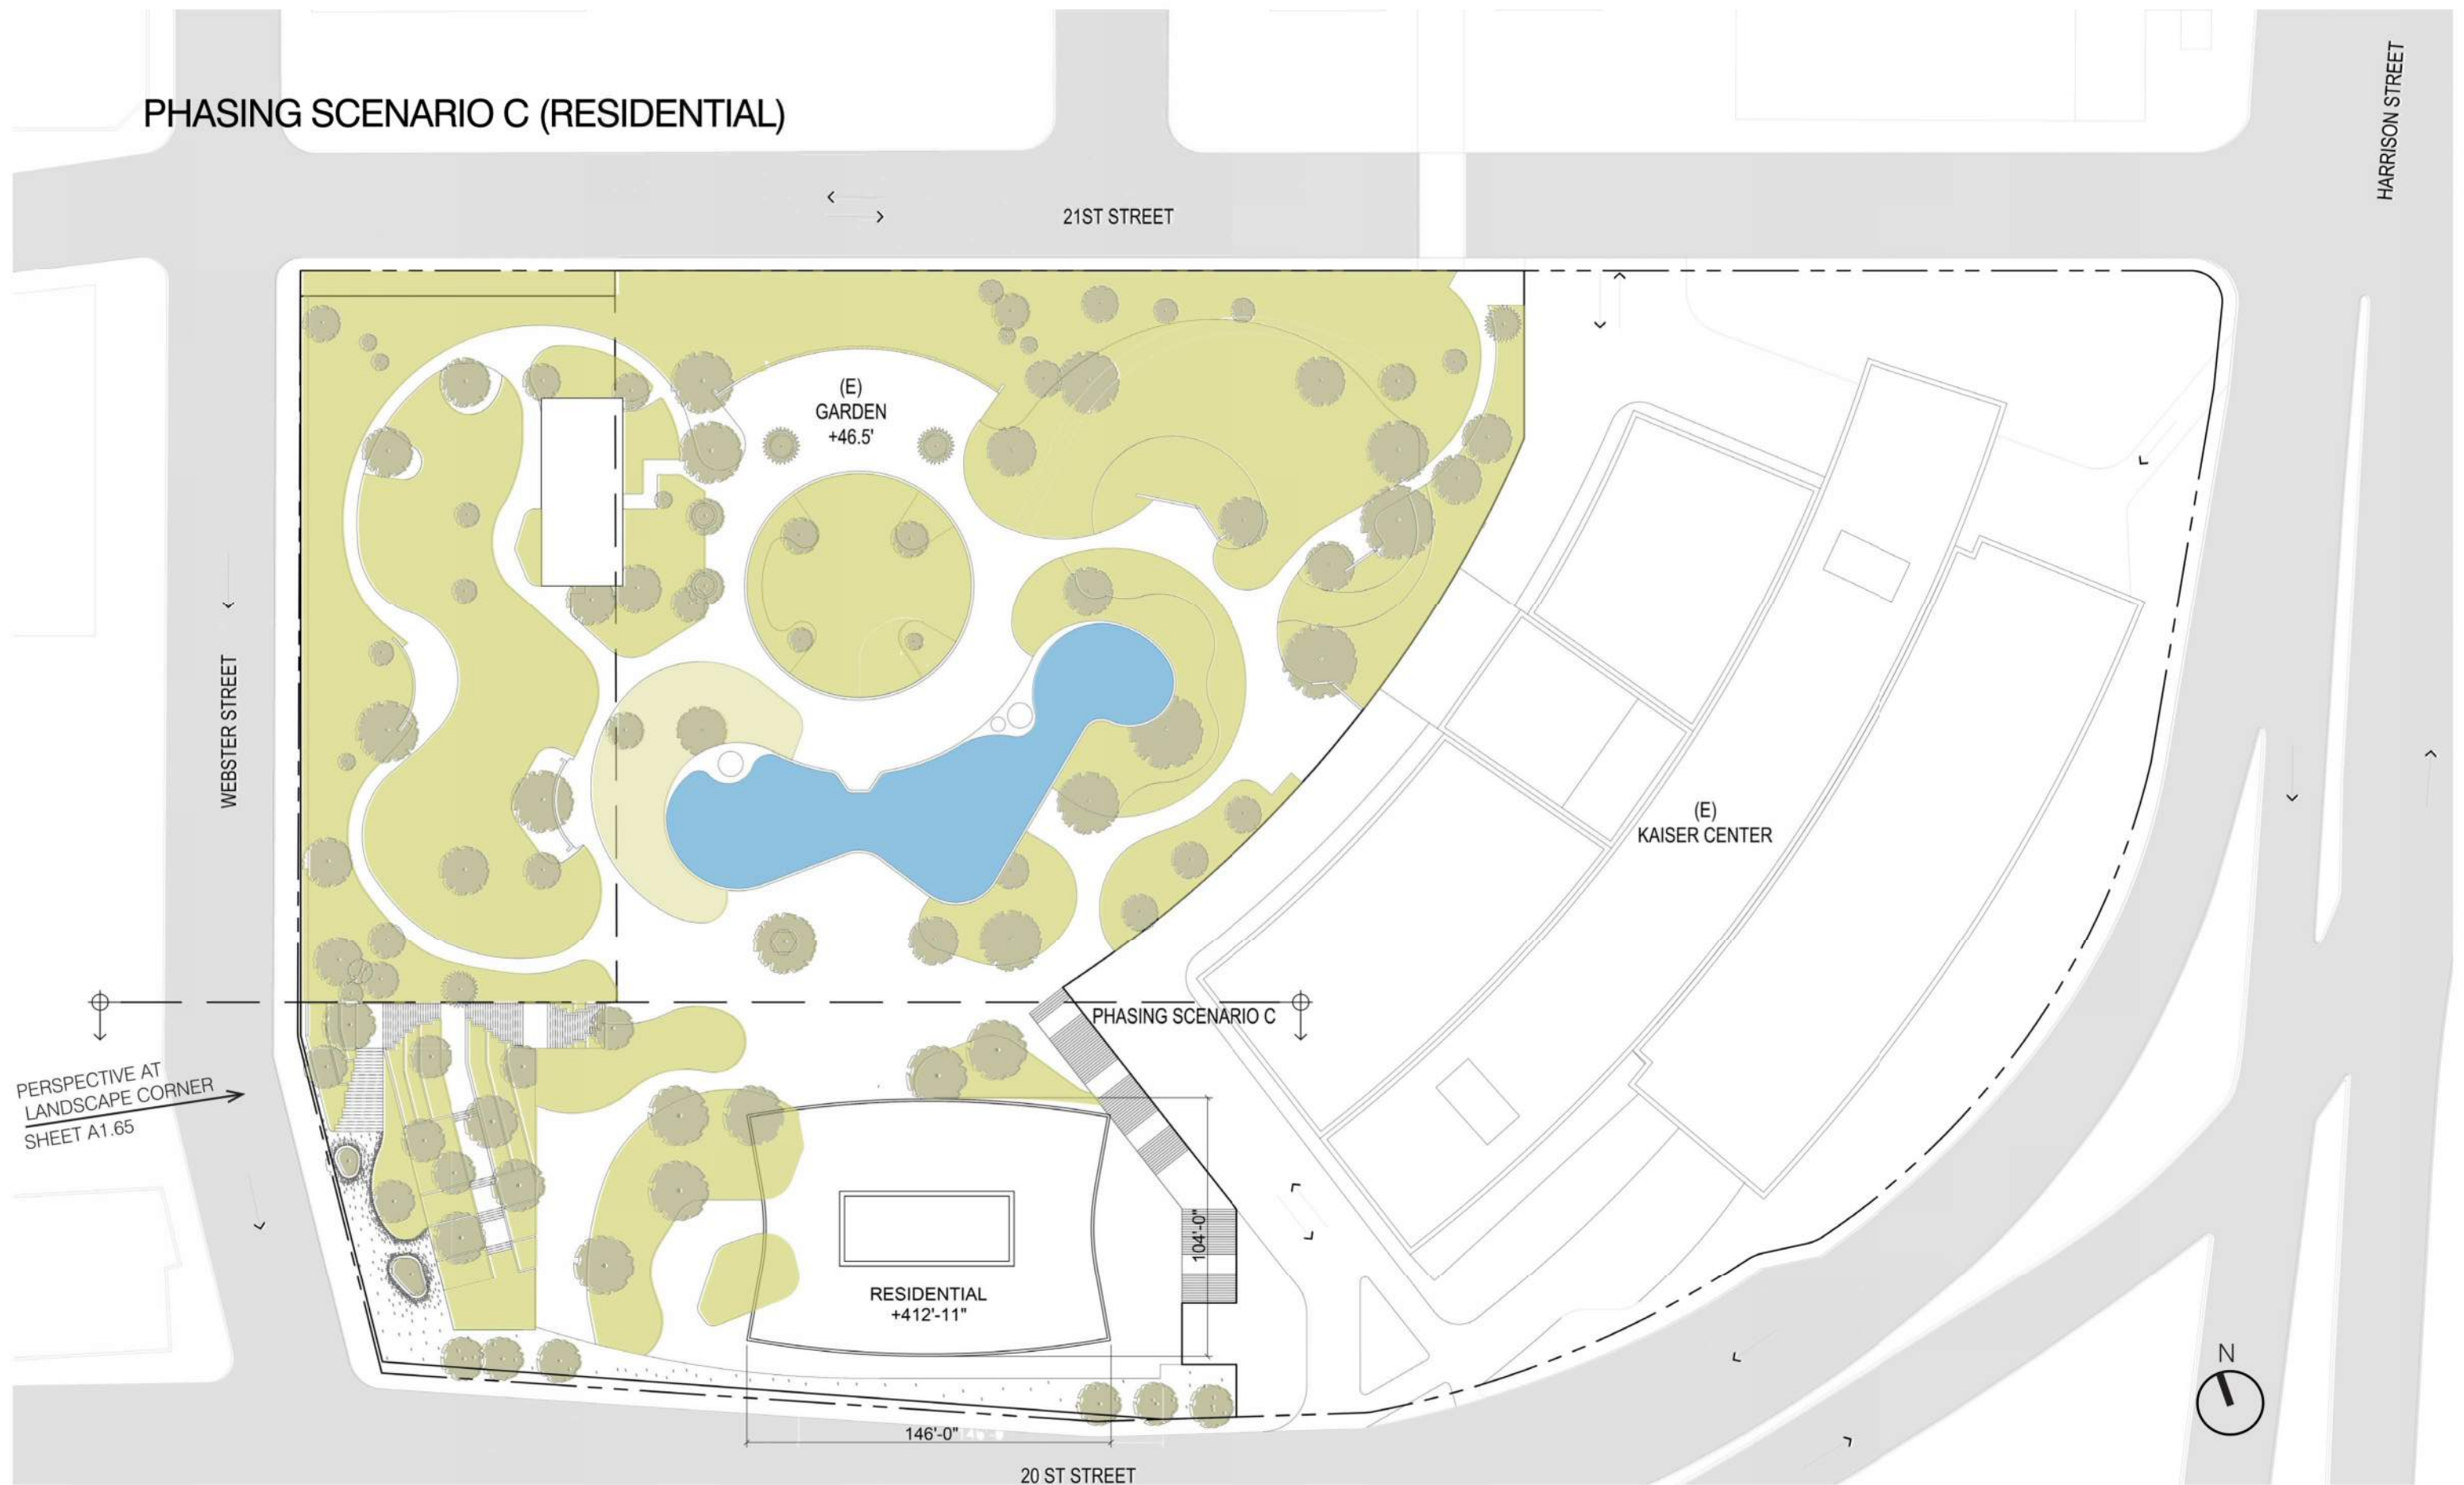 PHASING SCENARIO C (RESIDENTIAL)
HARRISON STREET
21ST STREET
(E)
GARDEN
+46.5'
WEBSTER STREET
(E)
KAISER CENTER
PHASING SCENARIO C
PERSPECTIVE AT
LANDSCAPE CORNER
SHEET A1.65
104'-0"
RESIDENTIAL
+412'-11"
N
146'-0"
20 ST STREET